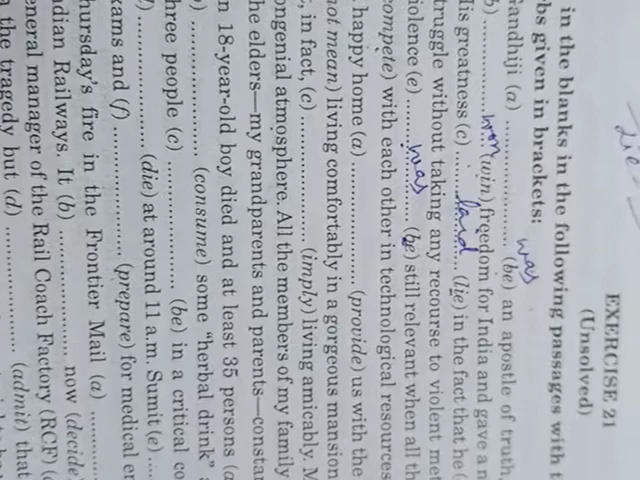 Lie
EXERCISE 21
(Unsolved)
in the blanks in the following passages with
bs given in brackets:
was
Gandhiji (a) .................... (be) an apostle of truth,
b) ............ won (win) freedom for India and gave a
His greatness (c) ..... land ... (lie) in the fact that he
truggle without taking any recourse to violent
iolence (e) ...... was ...... (be) still relevant when all
compete) with each other in technological resources
happy home (a) .................... (provide) us with the
not mean) living comfortably in a gorgeous mansion
, in fact, (c) .................... (imply) living amicably.
ongenial atmosphere. All the members of my family
he elders—my grandparents and parents—
n 18-year-old boy died and at least 35 persons
.................... (consume) some "herbal drink"
hree people (c) .................... (be) in a critical
.................... (die) at around 11 a.m. Sumit (e) ....
xams and (f) .................... (prepare) for medical
hursday's fire in the Frontier Mail (a) ..........
dian Railways. It (b) .................... now (decide
eneral manager of the Rail Coach Factory (RCF)
the tragedy but (d) .................... (admit) that